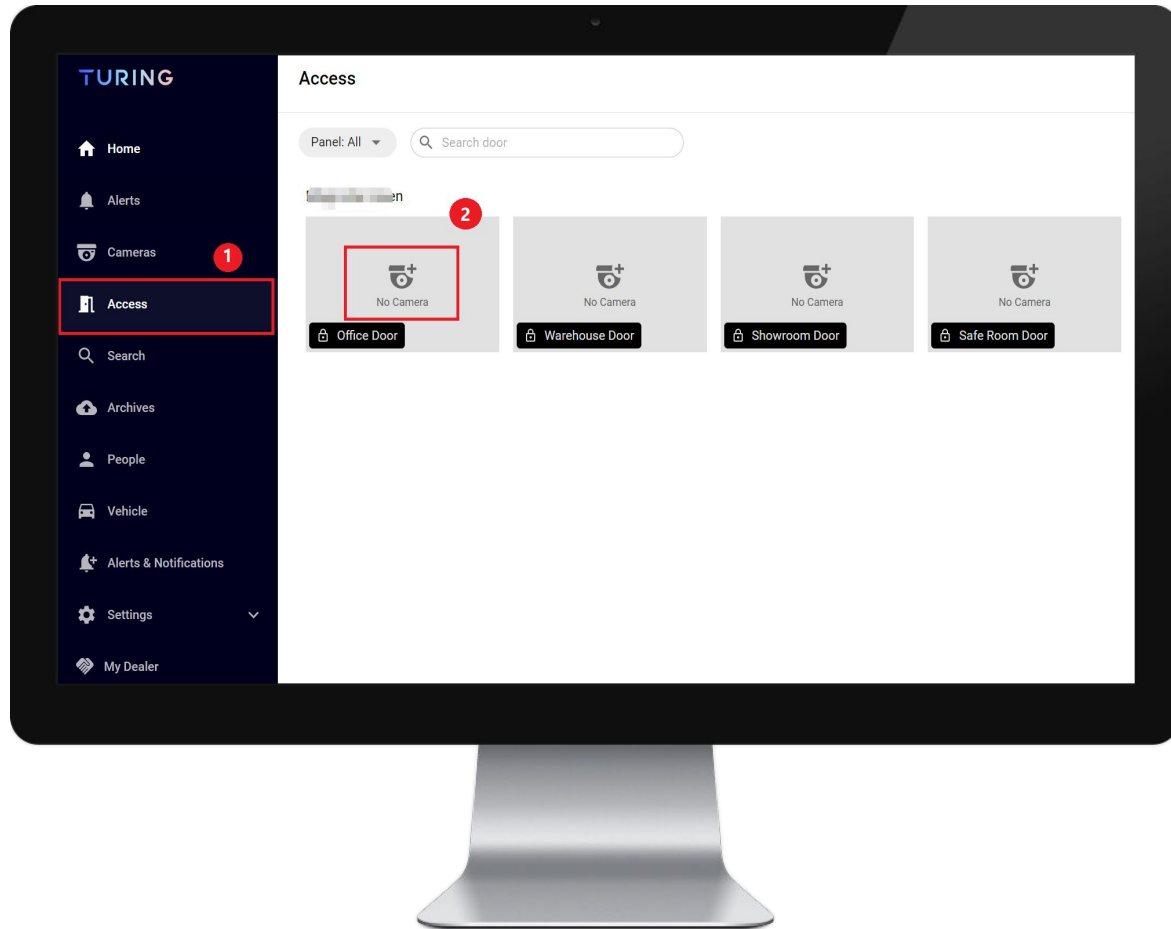 TURING
Home
Alerts
Cameras
1
Access
Search
Archives
People
Vehicle
Alerts & Notifications
Settings
My Dealer
Access
Panel: All
Search door
2
No Camera
Office Door
No Camera
Warehouse Door
No Camera
Showroom Door
No Camera
Safe Room Door